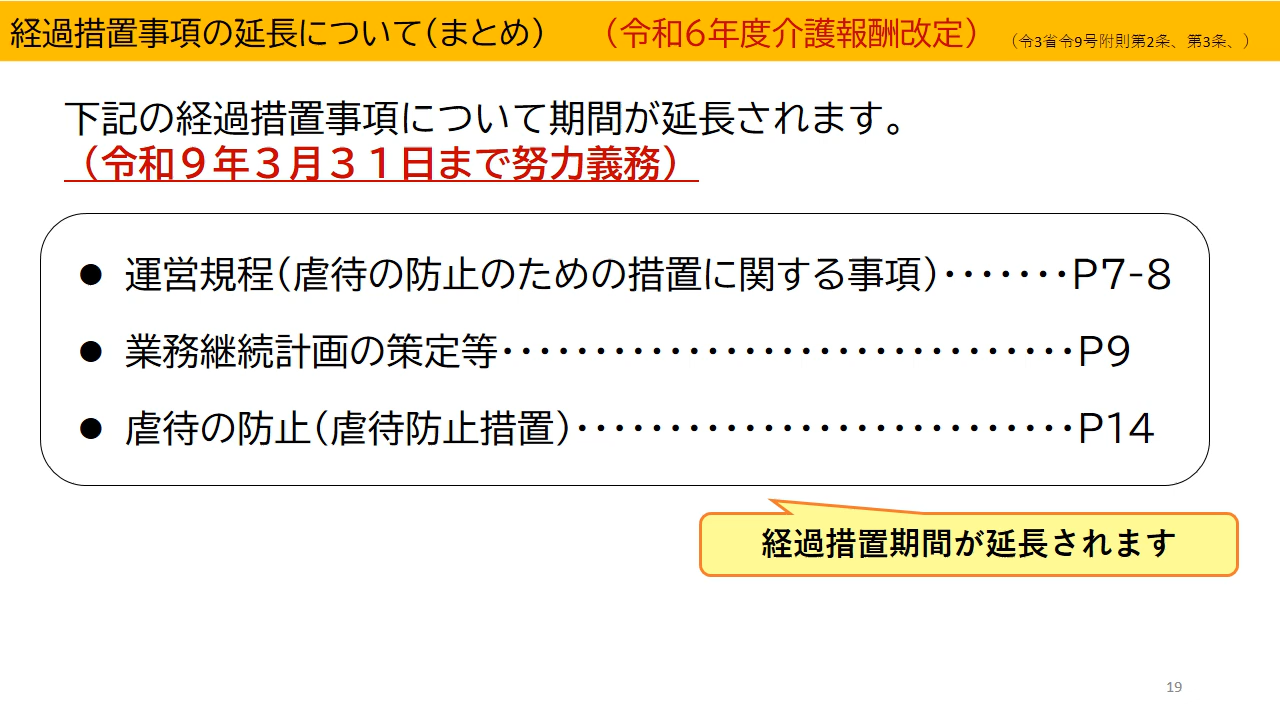 経過措置事項の延長について(まとめ) (令和6年度介護報酬改定) (令3省令9号附則第2条、第3条、)
下記の経過措置事項について期間が延長されます。
(令和９年３月３１日まで努力義務)
● 運営規程(虐待の防止のための措置に関する事項)･･･････P7-8
● 業務継続計画の策定等･･･････････････････････････････P9
● 虐待の防止(虐待防止措置)･･･････････････････････････P14
経過措置期間が延長されます
19